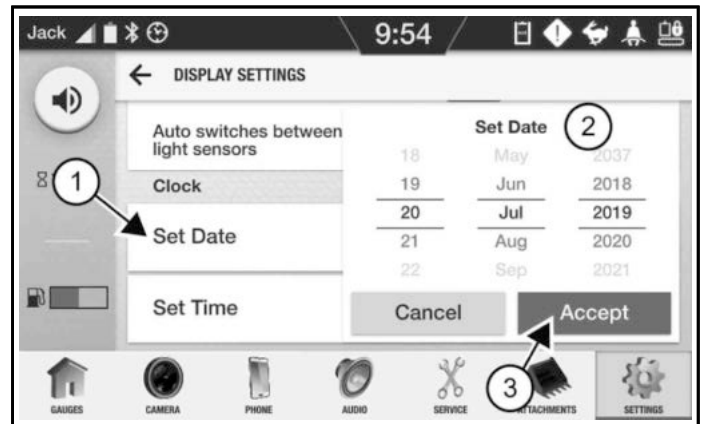 Jack 9:54
← DISPLAY SETTINGS
Auto switches between
light sensors
Clock
1
Set Date
Set Time
Set Date 2
18 May 2037
19 Jun 2018
20 Jul 2019
21 Aug 2020
22 Sep 2021
Cancel Accept
3
GAUGES CAMERA PHONE AUDIO SERVICE ATTACHMENTS SETTINGS